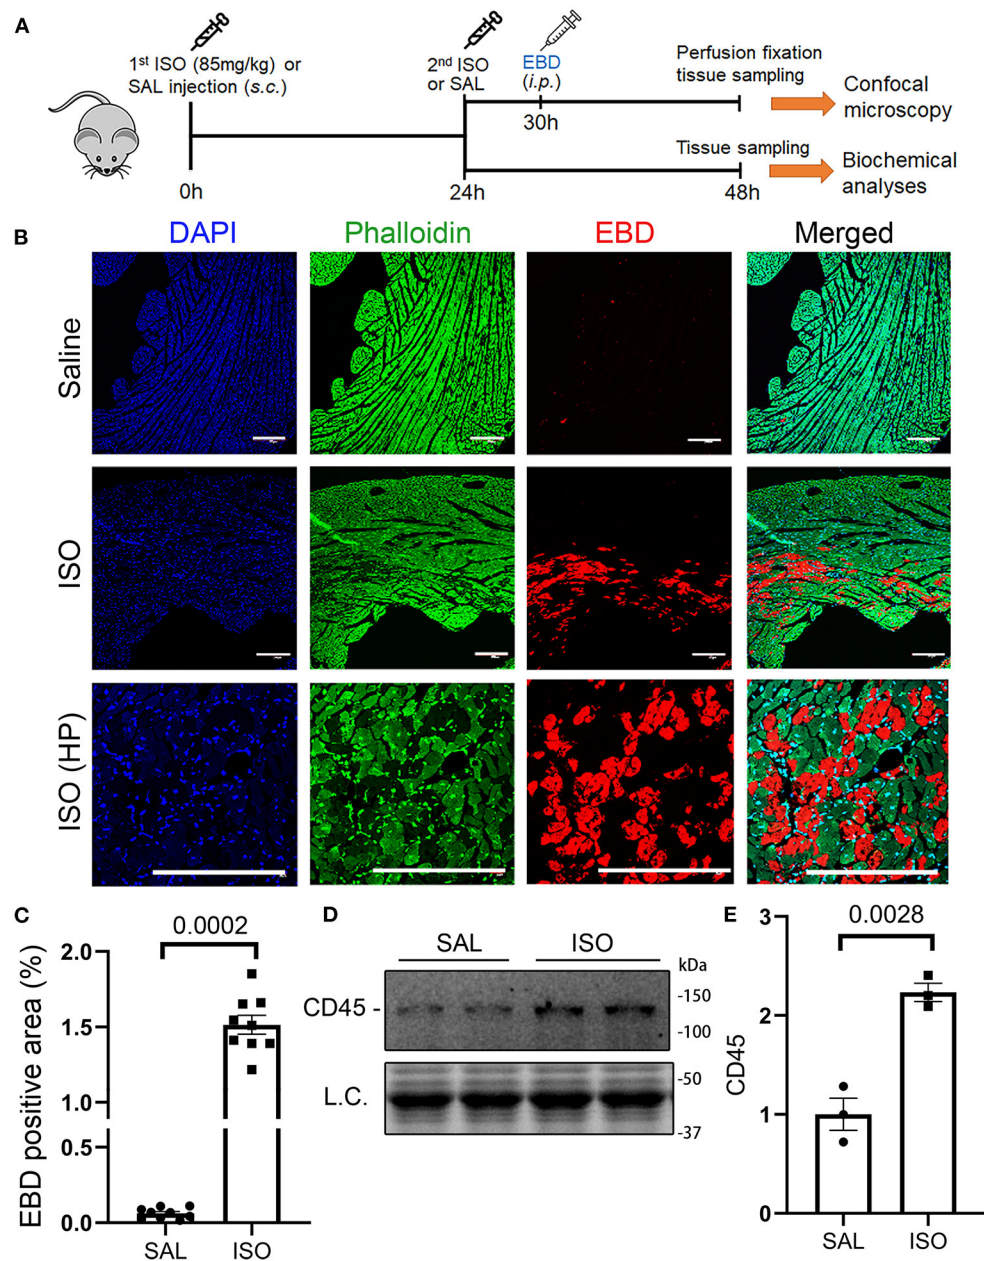 A
1st ISO (85mg/kg) or
SAL injection (s.c.)
2nd ISO
or SAL
EBD
(i.p.)
30h
Perfusion fixation
tissue sampling
Confocal
microscopy
Tissue sampling
Biochemical
analyses
0h
24h
48h
B
DAPI
Phalloidin
EBD
Merged
Saline
ISO
ISO (HP)
C
0.0002
EBD positive area (%)
2.0
1.5
1.0
0.5
0.0
SAL
ISO
D
SAL
ISO
kDa
CD45 -
-150
-100
L.C.
-50
-37
E
0.0028
CD45
3
2
1
0
SAL
ISO